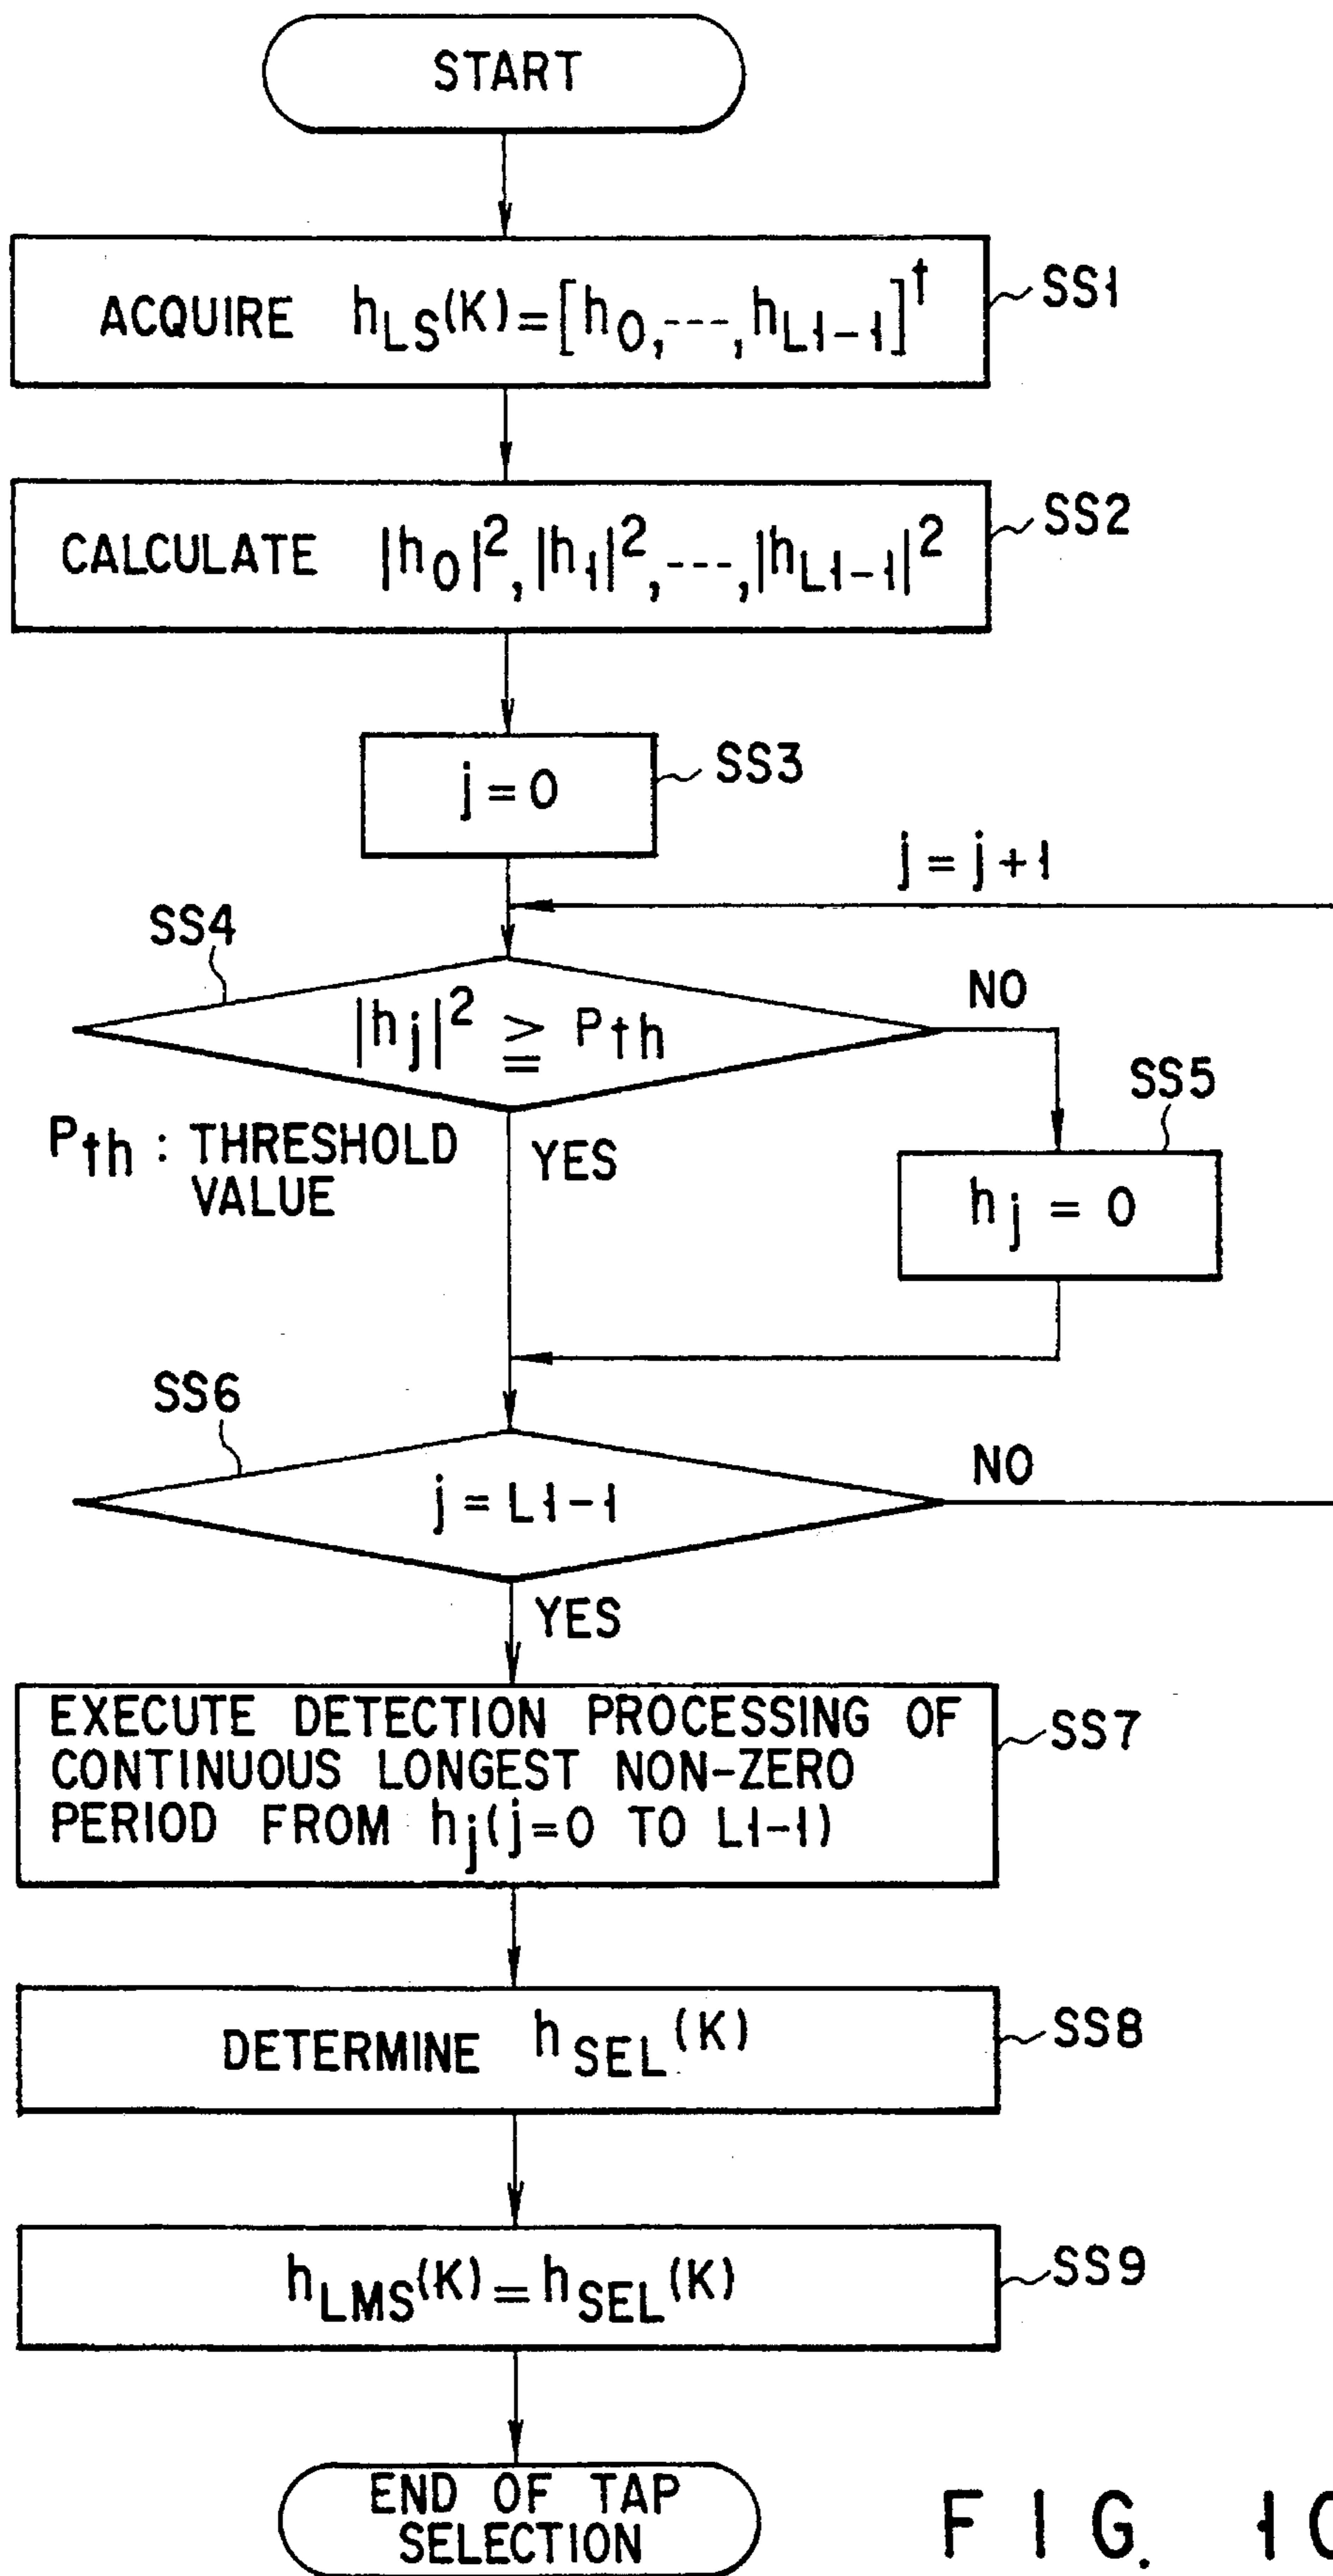 START
ACQUIRE h_LS(K)=[h_0,---,h_L1-1]^t
SS1
CALCULATE |h_0|^2,|h_1|^2,---,|h_L1-1|^2
SS2
j=0
SS3
j=j+1
SS4
|h_j|^2 ≧ P_th
NO
P_th : THRESHOLD
VALUE
YES
SS5
h_j = 0
SS6
j = L1-1
NO
YES
EXECUTE DETECTION PROCESSING OF
CONTINUOUS LONGEST NON-ZERO
PERIOD FROM h_j(j=0 TO L1-1)
SS7
DETERMINE h_SEL(K)
SS8
h_LMS(K)=h_SEL(K)
SS9
END OF TAP
SELECTION
FIG.